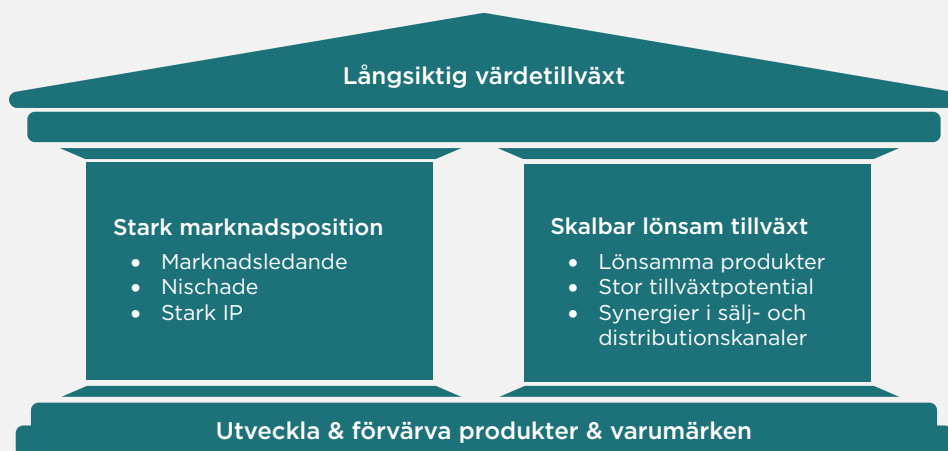 Långsiktig värdetillväxt
Stark marknadsposition
• Marknadsledande
• Nischade
• Stark IP
Skalbar lönsam tillväxt
• Lönsamma produkter
• Stor tillväxtpotential
• Synergier i sälj- och
distributionskanaler
Utveckla & förvärva produkter & varumärken